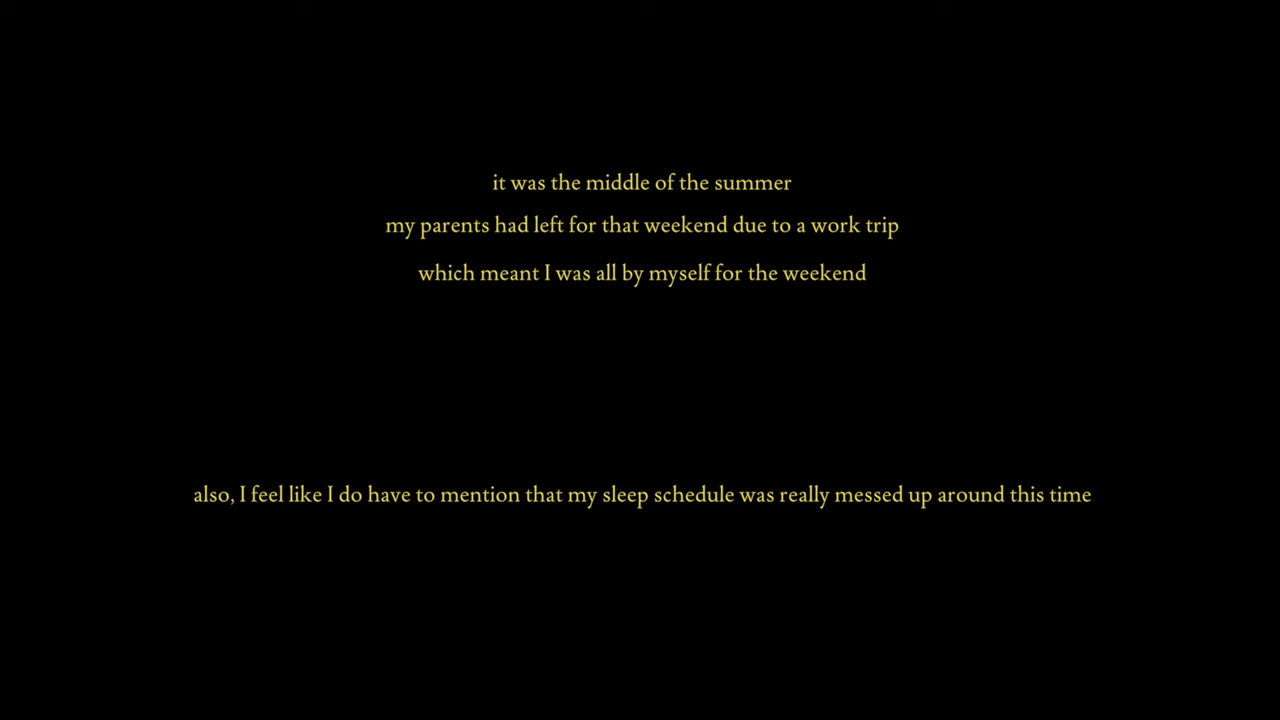 it was the middle of the summer
my parents had left for that weekend due to a work trip
which meant I was all by myself for the weekend
also, I feel like I do have to mention that my sleep schedule was really messed up around this time